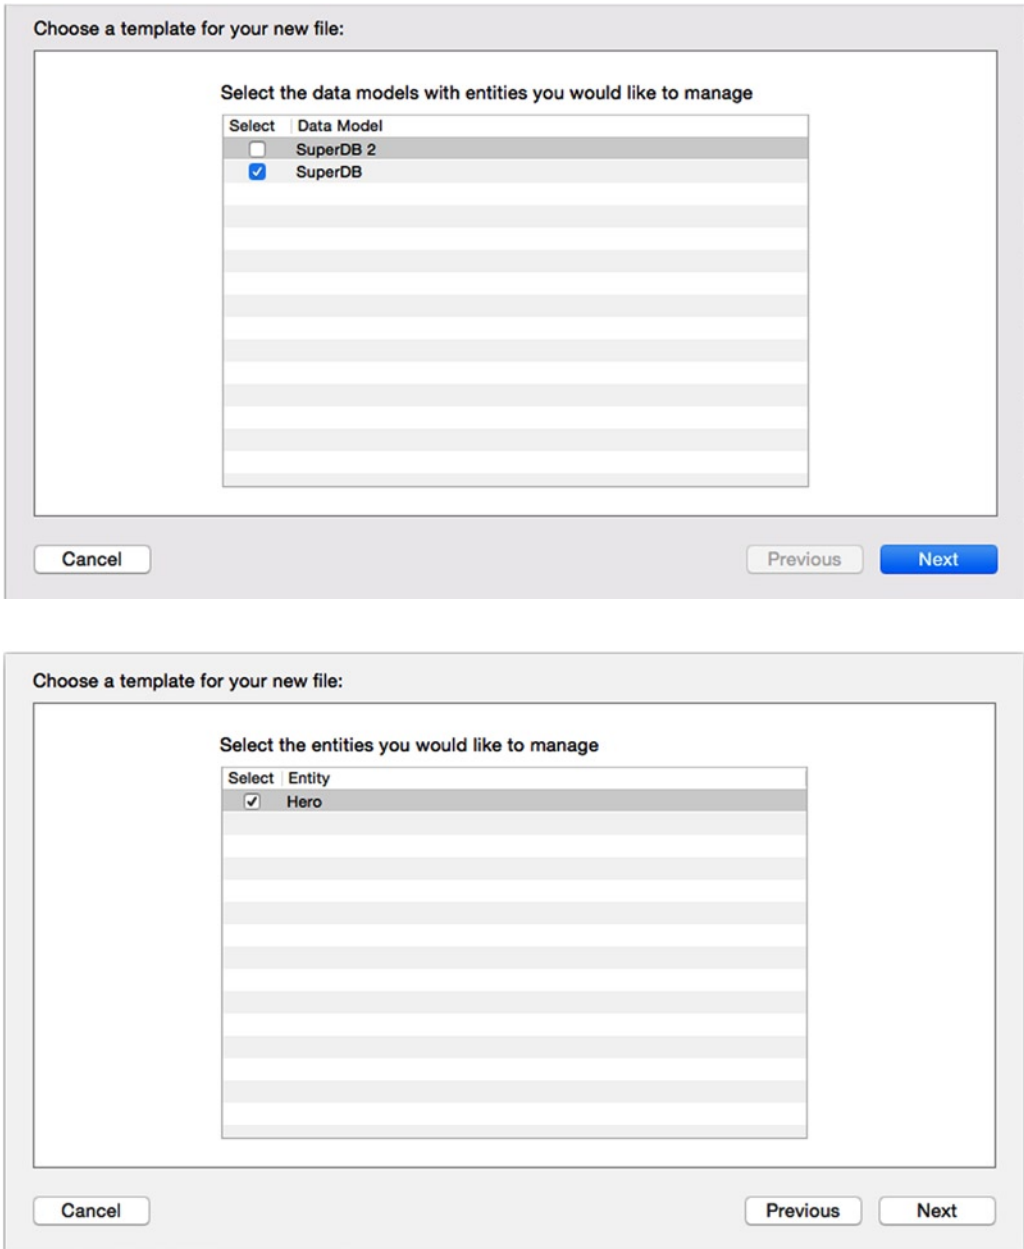 Choose a template for your new file:
Select the data models with entities you would like to manage
Select Data Model
SuperDB 2
SuperDB
Cancel Previous Next
Choose a template for your new file:
Select the entities you would like to manage
Select Entity
Hero
Cancel Previous Next